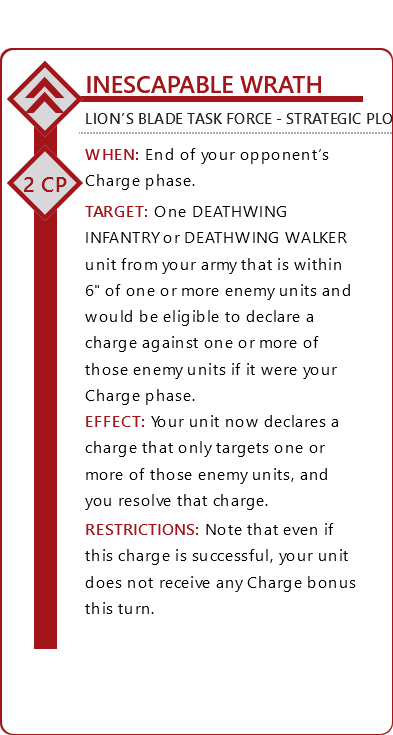 INESCAPABLE WRATH
LION’S BLADE TASK FORCE - STRATEGIC PLO
2 CP
WHEN: End of your opponent’s
Charge phase.
TARGET: One DEATHWING
INFANTRY or DEATHWING WALKER
unit from your army that is within
6" of one or more enemy units and
would be eligible to declare a
charge against one or more of
those enemy units if it were your
Charge phase.
EFFECT: Your unit now declares a
charge that only targets one or
more of those enemy units, and
you resolve that charge.
RESTRICTIONS: Note that even if
this charge is successful, your unit
does not receive any Charge bonus
this turn.